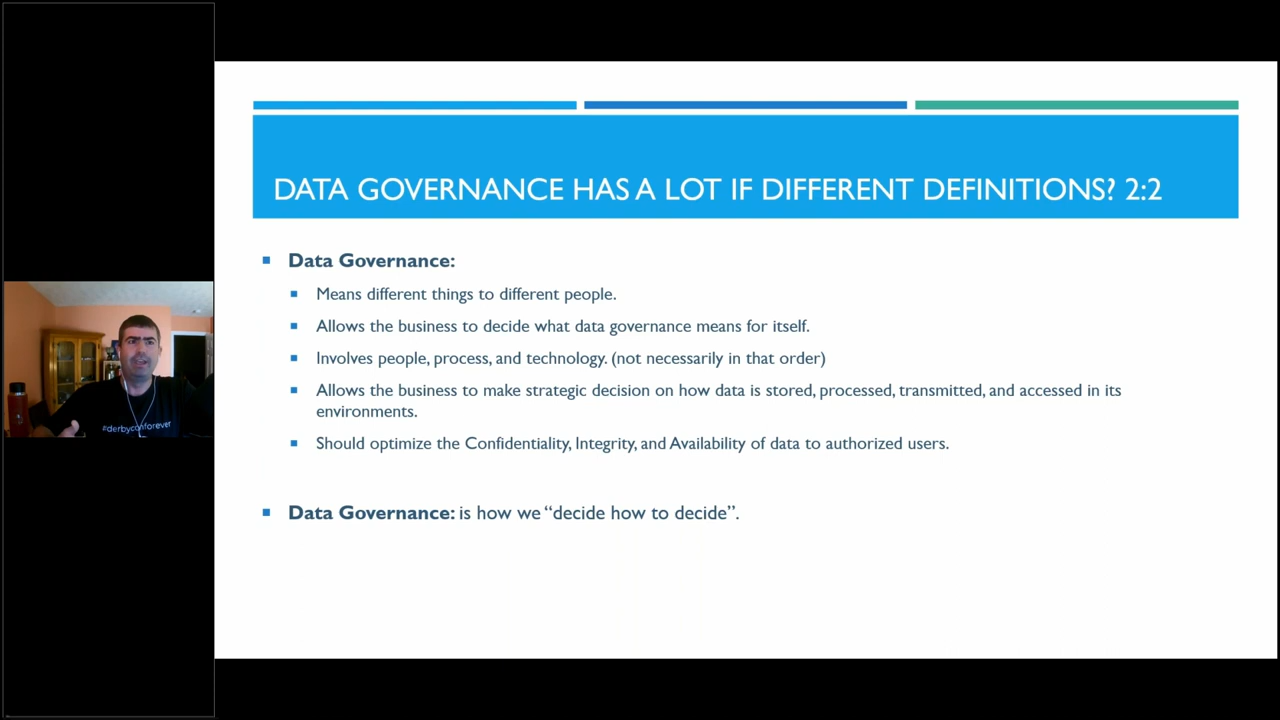 DATA GOVERNANCE HAS A LOT IF DIFFERENT DEFINITIONS? 2:2
Data Governance:
Means different things to different people.
Allows the business to decide what data governance means for itself.
Involves people, process, and technology. (not necessarily in that order)
Allows the business to make strategic decision on how data is stored, processed, transmitted, and accessed in its
environments.
Should optimize the Confidentiality, Integrity, and Availability of data to authorized users.
Data Governance: is how we “decide how to decide”.
#derbyconforever